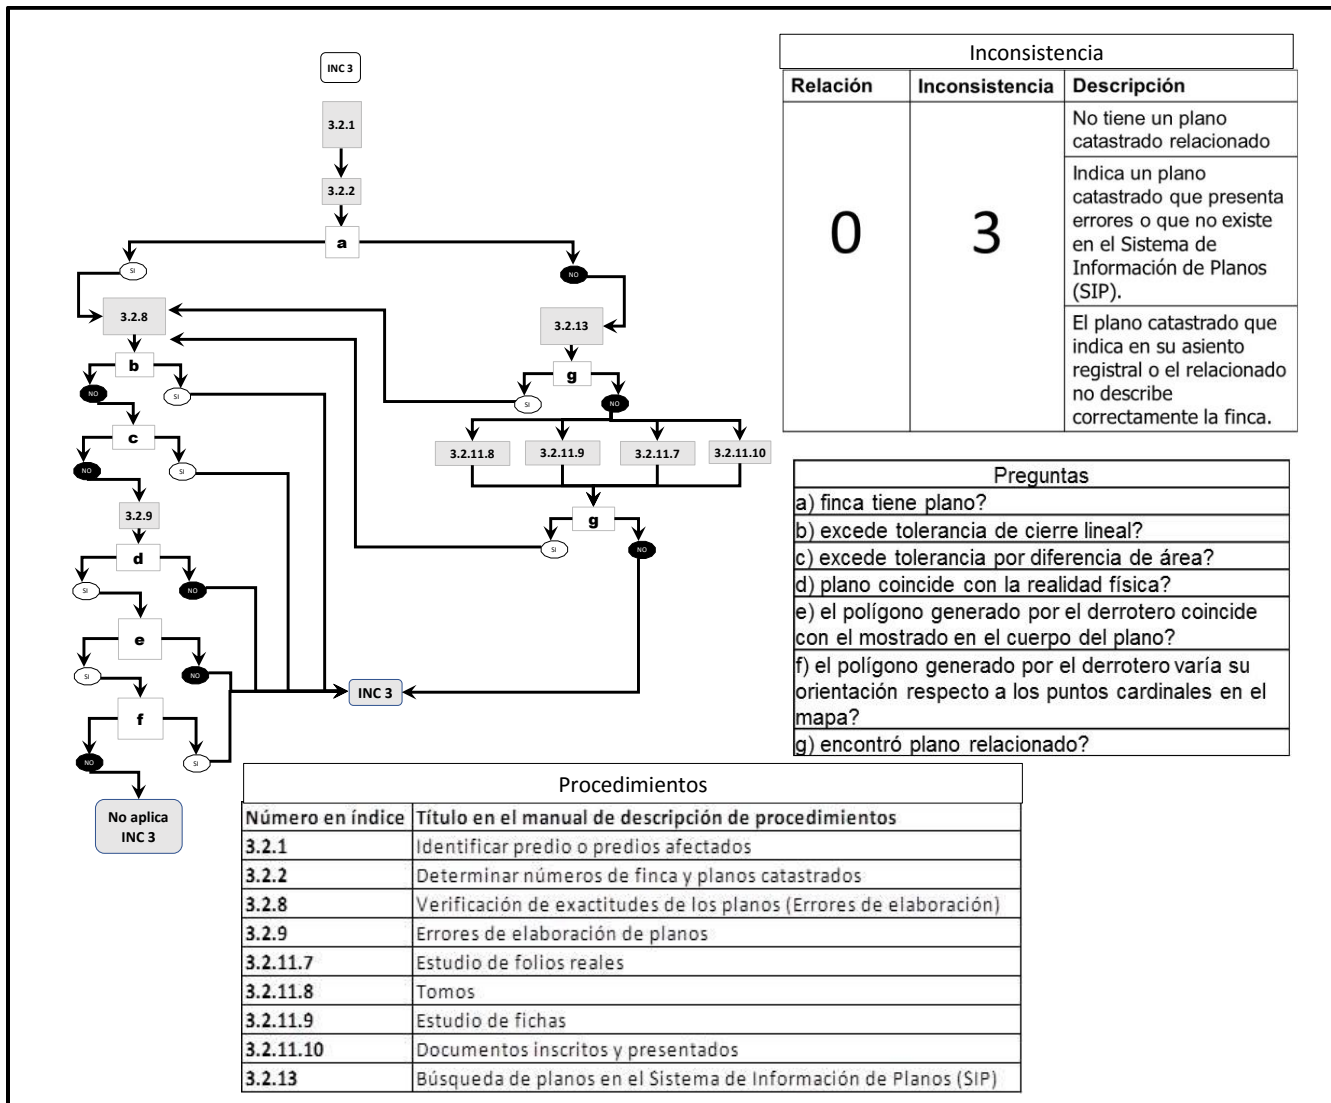 INC 3
3.2.1
3.2.2
a
SI
NO
3.2.8
3.2.13
b
g
NO
SI
SI
NO
c
3.2.11.8
3.2.11.9
3.2.11.7
3.2.11.10
NO
SI
3.2.9
g
d
SI
NO
SI
NO
e
SI
NO
INC 3
f
NO
SI
No aplica
INC 3
Inconsistencia
Relación Inconsistencia Descripción
0
3
No tiene un plano
catastrado relacionado
Indica un plano
catastrado que presenta
errores o que no existe
en el Sistema de
Información de Planos
(SIP).
El plano catastrado que
indica en su asiento
registral o el relacionado
no describe
correctamente la finca.
Preguntas
a) finca tiene plano?
b) excede tolerancia de cierre lineal?
c) excede tolerancia por diferencia de área?
d) plano coincide con la realidad física?
e) el polígono generado por el derrotero coincide
con el mostrado en el cuerpo del plano?
f) el polígono generado por el derrotero varía su
orientación respecto a los puntos cardinales en el
mapa?
g) encontró plano relacionado?
Procedimientos
Número en índice Título en el manual de descripción de procedimientos
3.2.1 Identificar predio o predios afectados
3.2.2 Determinar números de finca y planos catastrados
3.2.8 Verificación de exactitudes de los planos (Errores de elaboración)
3.2.9 Errores de elaboración de planos
3.2.11.7 Estudio de folios reales
3.2.11.8 Tomos
3.2.11.9 Estudio de fichas
3.2.11.10 Documentos inscritos y presentados
3.2.13 Búsqueda de planos en el Sistema de Información de Planos (SIP)